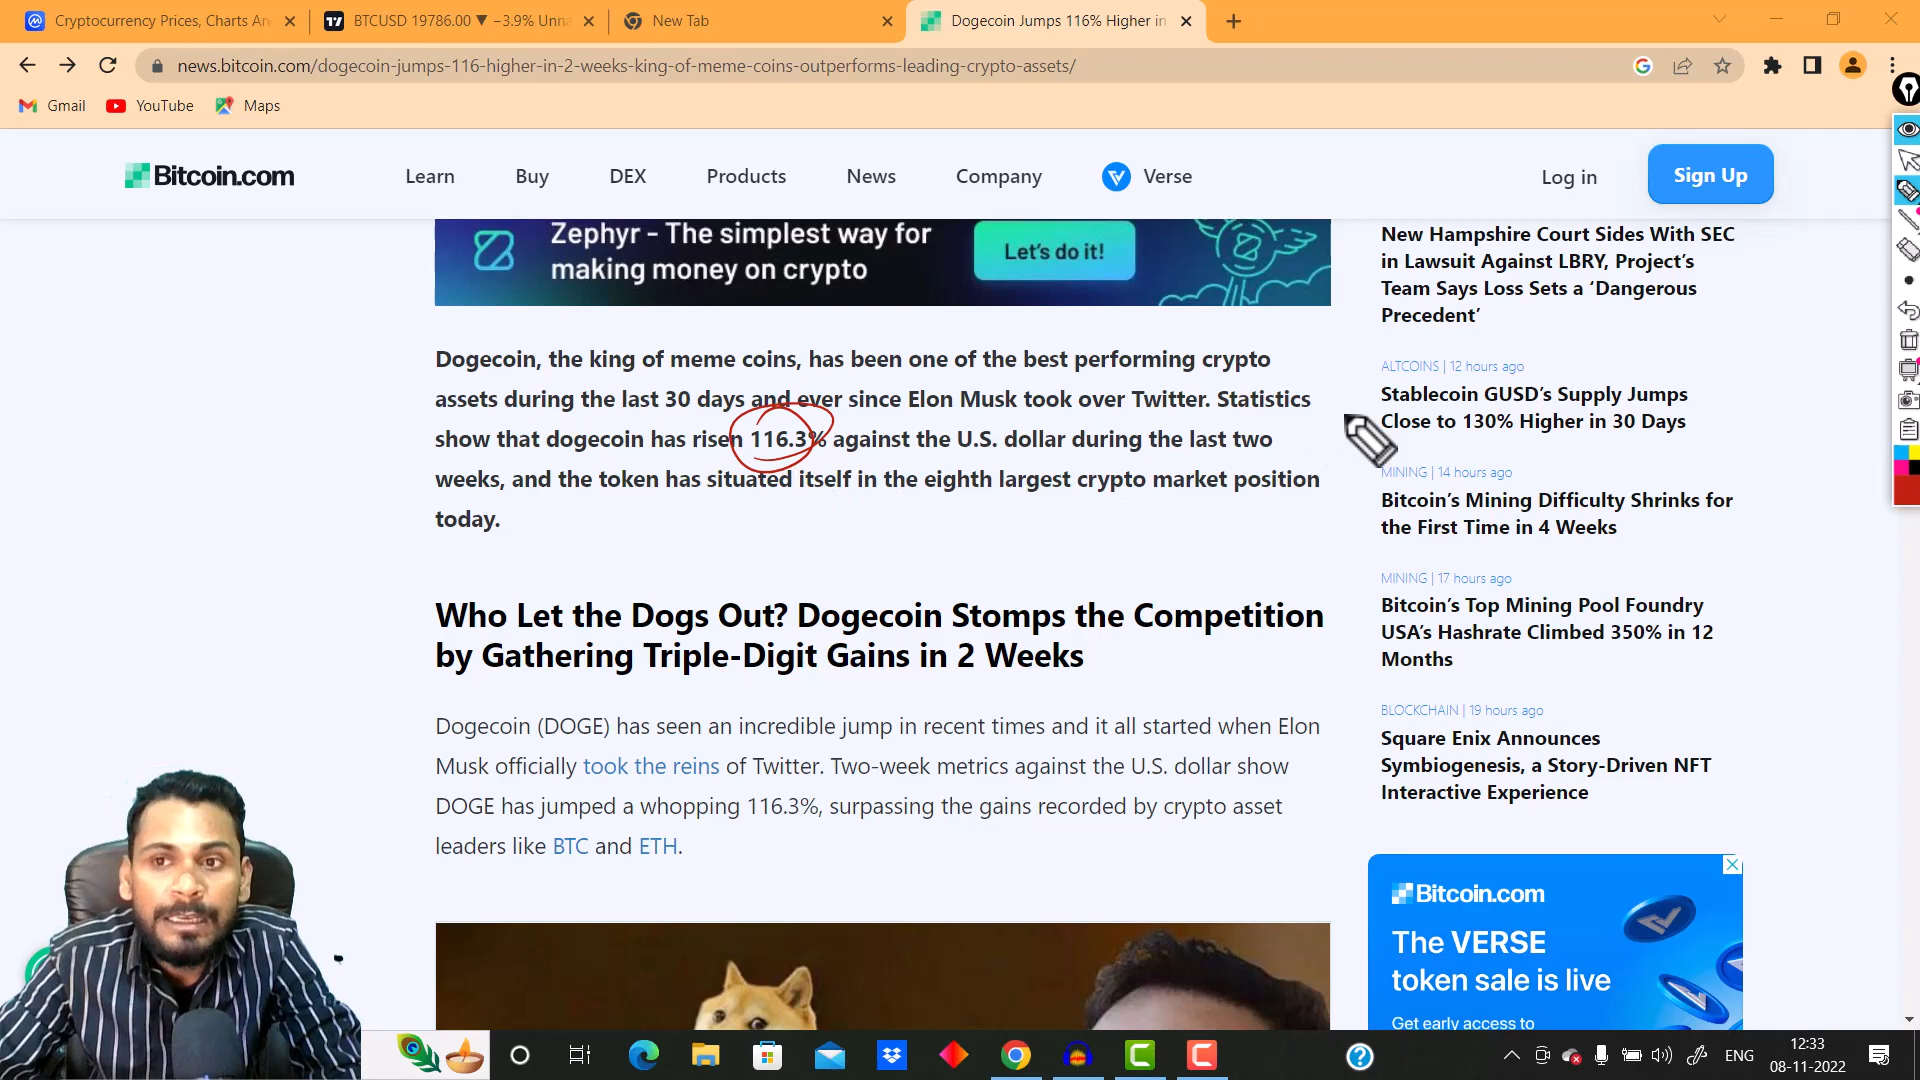 Cryptocurrency Prices, Charts An
BTCUSD 19786.00 ▼ −3.9% Unna
New Tab
Dogecoin Jumps 116% Higher in
news.bitcoin.com/dogecoin-jumps-116-higher-in-2-weeks-king-of-meme-coins-outperforms-leading-crypto-assets/
Gmail
YouTube
Maps
Bitcoin.com
Learn
Buy
DEX
Products
News
Company
Verse
Log in
Sign Up
Zephyr - The simplest way for
making money on crypto
Let's do it!
Dogecoin, the king of meme coins, has been one of the best performing crypto
assets during the last 30 days and ever since Elon Musk took over Twitter. Statistics
show that dogecoin has risen 116.3% against the U.S. dollar during the last two
weeks, and the token has situated itself in the eighth largest crypto market position
today.
Who Let the Dogs Out? Dogecoin Stomps the Competition
by Gathering Triple-Digit Gains in 2 Weeks
Dogecoin (DOGE) has seen an incredible jump in recent times and it all started when Elon
Musk officially took the reins of Twitter. Two-week metrics against the U.S. dollar show
DOGE has jumped a whopping 116.3%, surpassing the gains recorded by crypto asset
leaders like BTC and ETH.
New Hampshire Court Sides With SEC
in Lawsuit Against LBRY, Project's
Team Says Loss Sets a 'Dangerous
Precedent'
ALTCOINS | 12 hours ago
Stablecoin GUSD's Supply Jumps
Close to 130% Higher in 30 Days
MINING | 14 hours ago
Bitcoin's Mining Difficulty Shrinks for
the First Time in 4 Weeks
MINING | 17 hours ago
Bitcoin's Top Mining Pool Foundry
USA's Hashrate Climbed 350% in 12
Months
BLOCKCHAIN | 19 hours ago
Square Enix Announces
Symbiogenesis, a Story-Driven NFT
Interactive Experience
Bitcoin.com
The VERSE
token sale is live
Get early access to
ENG
12:33
08-11-2022